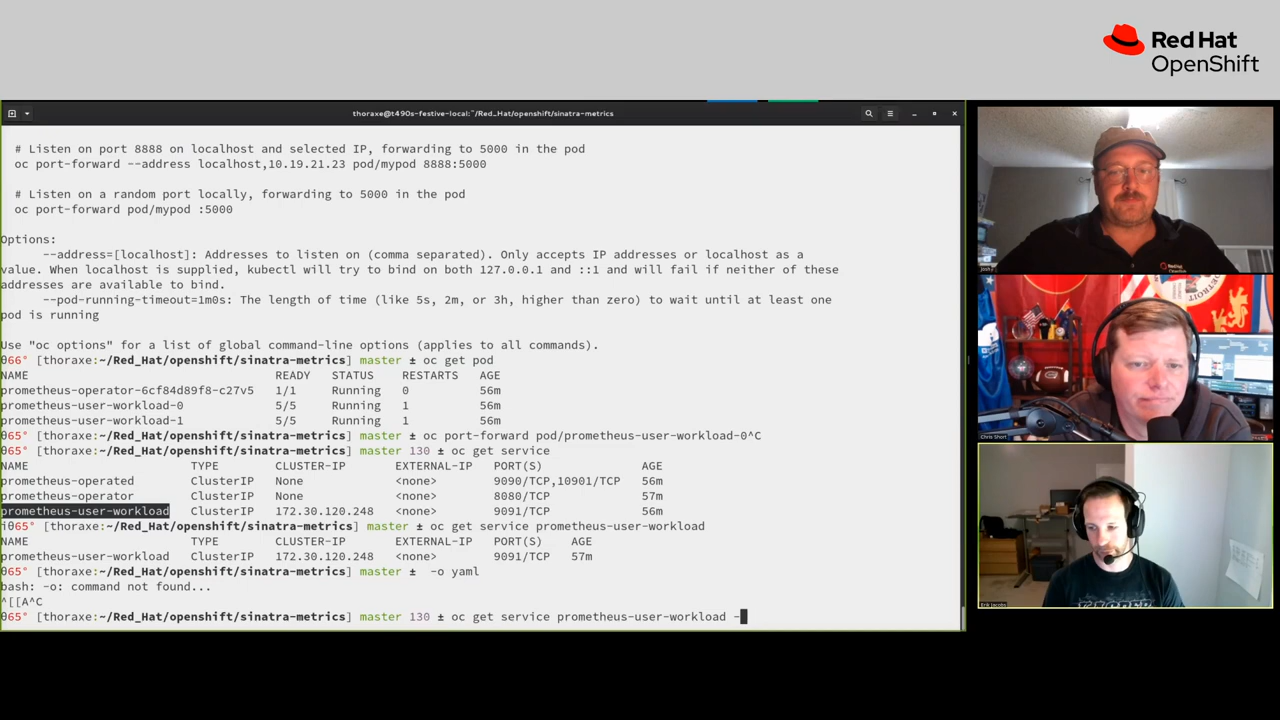 Red Hat
OpenShift
thoraxe@t490s-festive-local:~/Red_Hat/openshift/sinatra-metrics
# Listen on port 8888 on localhost and selected IP, forwarding to 5000 in the pod
oc port-forward --address localhost,10.19.21.23 pod/mypod 8888:5000
# Listen on a random port locally, forwarding to 5000 in the pod
oc port-forward pod/mypod :5000
Options:
--address=[localhost]: Addresses to listen on (comma separated). Only accepts IP addresses or localhost as a
value. When localhost is supplied, kubectl will try to bind on both 127.0.0.1 and ::1 and will fail if neither of these
addresses are available to bind.
--pod-running-timeout=1m0s: The length of time (like 5s, 2m, or 3h, higher than zero) to wait until at least one
pod is running
Use "oc options" for a list of global command-line options (applies to all commands).
θ66° [thoraxe:~/Red_Hat/openshift/sinatra-metrics] master ± oc get pod
NAME READY STATUS RESTARTS AGE
prometheus-operator-6cf84d89f8-c27v5 1/1 Running 0 56m
prometheus-user-workload-0 5/5 Running 1 56m
prometheus-user-workload-1 5/5 Running 1 56m
θ65° [thoraxe:~/Red_Hat/openshift/sinatra-metrics] master ± oc port-forward pod/prometheus-user-workload-0^C
θ65° [thoraxe:~/Red_Hat/openshift/sinatra-metrics] master 130 ± oc get service
NAME TYPE CLUSTER-IP EXTERNAL-IP PORT(S) AGE
prometheus-operated ClusterIP None <none> 9090/TCP,10901/TCP 56m
prometheus-operator ClusterIP None <none> 8080/TCP 57m
prometheus-user-workload ClusterIP 172.30.120.248 <none> 9091/TCP 56m
θ65° [thoraxe:~/Red_Hat/openshift/sinatra-metrics] master ± oc get service prometheus-user-workload
NAME TYPE CLUSTER-IP EXTERNAL-IP PORT(S) AGE
prometheus-user-workload ClusterIP 172.30.120.248 <none> 9091/TCP 57m
θ65° [thoraxe:~/Red_Hat/openshift/sinatra-metrics] master ± -o yaml
bash: -o: command not found...
^[[A^C
θ65° [thoraxe:~/Red_Hat/openshift/sinatra-metrics] master 130 ± oc get service prometheus-user-workload -
Chris Short
Erik Jacobs